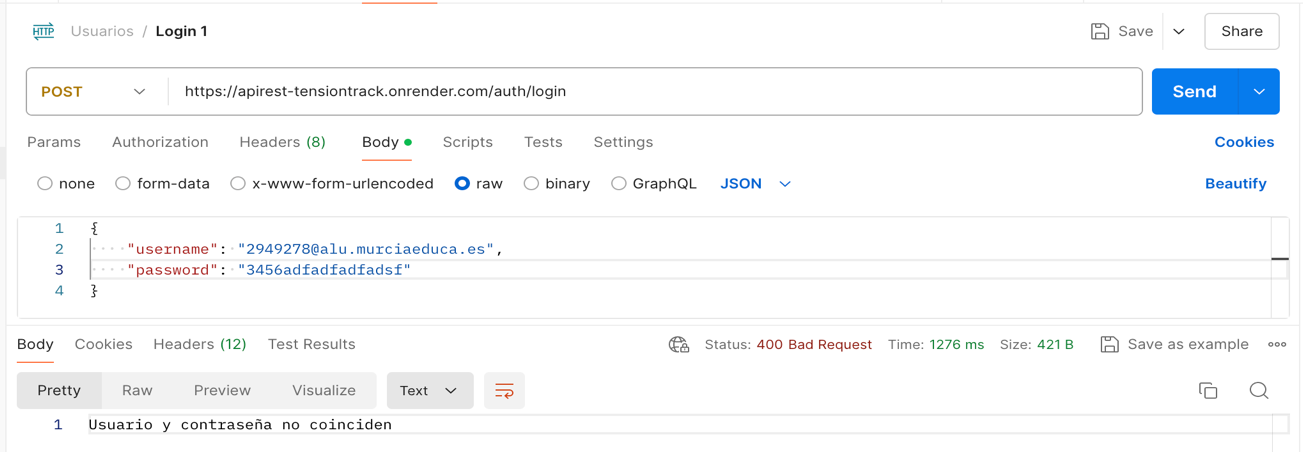 HTTP Usuarios / Login 1 Save Share
POST https://apirest-tensiontrack.onrender.com/auth/login Send
Params Authorization Headers (8) Body Scripts Tests Settings Cookies
none form-data x-www-form-urlencoded raw binary GraphQL JSON Beautify
1 {
2 "username": "2949278@alu.murciaeduca.es",
3 "password": "3456adfadfadfadsf"
4 }
Body Cookies Headers (12) Test Results Status: 400 Bad Request Time: 1276 ms Size: 421 B Save as example
Pretty Raw Preview Visualize Text
1 Usuario y contraseña no coinciden